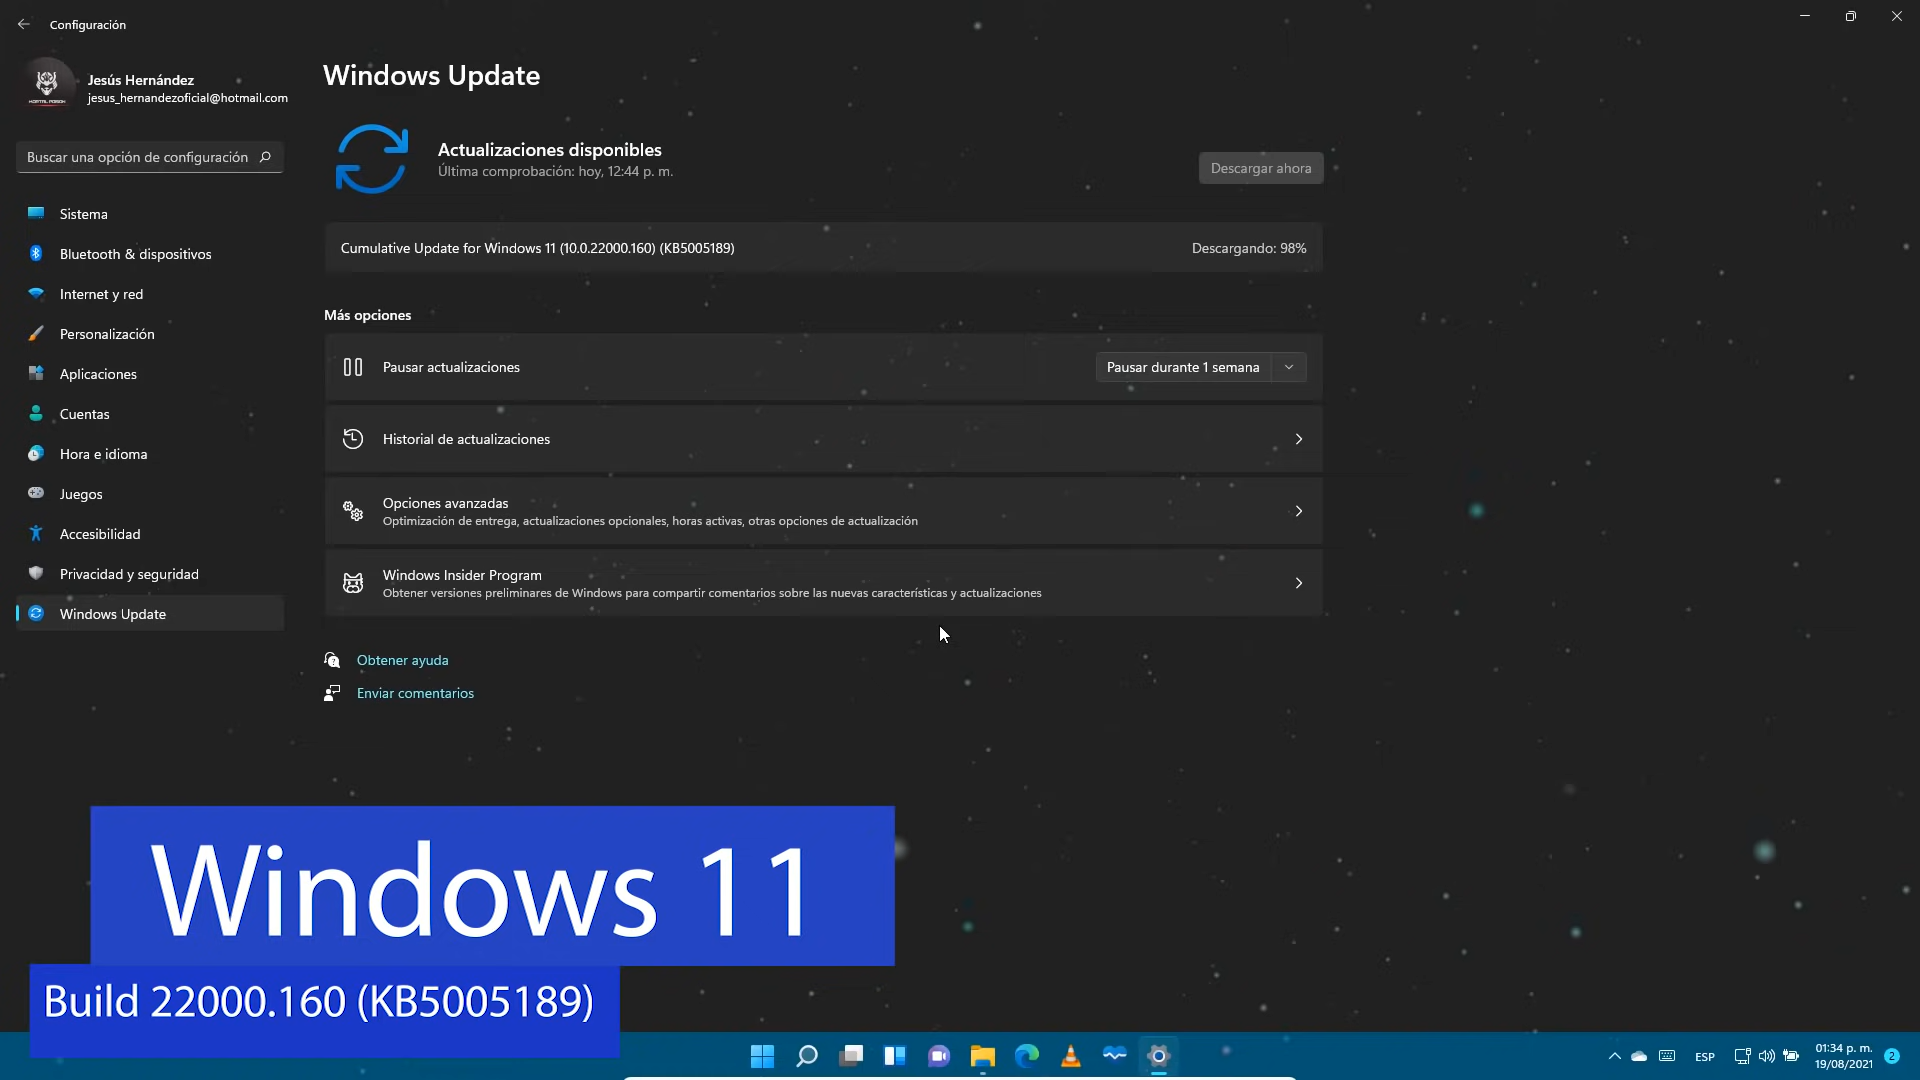 Configuración
Jesús Hernández
jesus_hernandezoficial@hotmail.com
Buscar una opción de configuración
Sistema
Bluetooth & dispositivos
Internet y red
Personalización
Aplicaciones
Cuentas
Hora e idioma
Juegos
Accesibilidad
Privacidad y seguridad
Windows Update
Windows Update
Actualizaciones disponibles
Última comprobación: hoy, 12:44 p. m.
Descargar ahora
Cumulative Update for Windows 11 (10.0.22000.160) (KB5005189)
Descargando: 98%
Más opciones
Pausar actualizaciones
Pausar durante 1 semana
Historial de actualizaciones
Opciones avanzadas
Optimización de entrega, actualizaciones opcionales, horas activas, otras opciones de actualización
Windows Insider Program
Obtener versiones preliminares de Windows para compartir comentarios sobre las nuevas características y actualizaciones
Obtener ayuda
Enviar comentarios
Windows 11
Build 22000.160 (KB5005189)
ESP
01:34 p. m.
19/08/2021
2